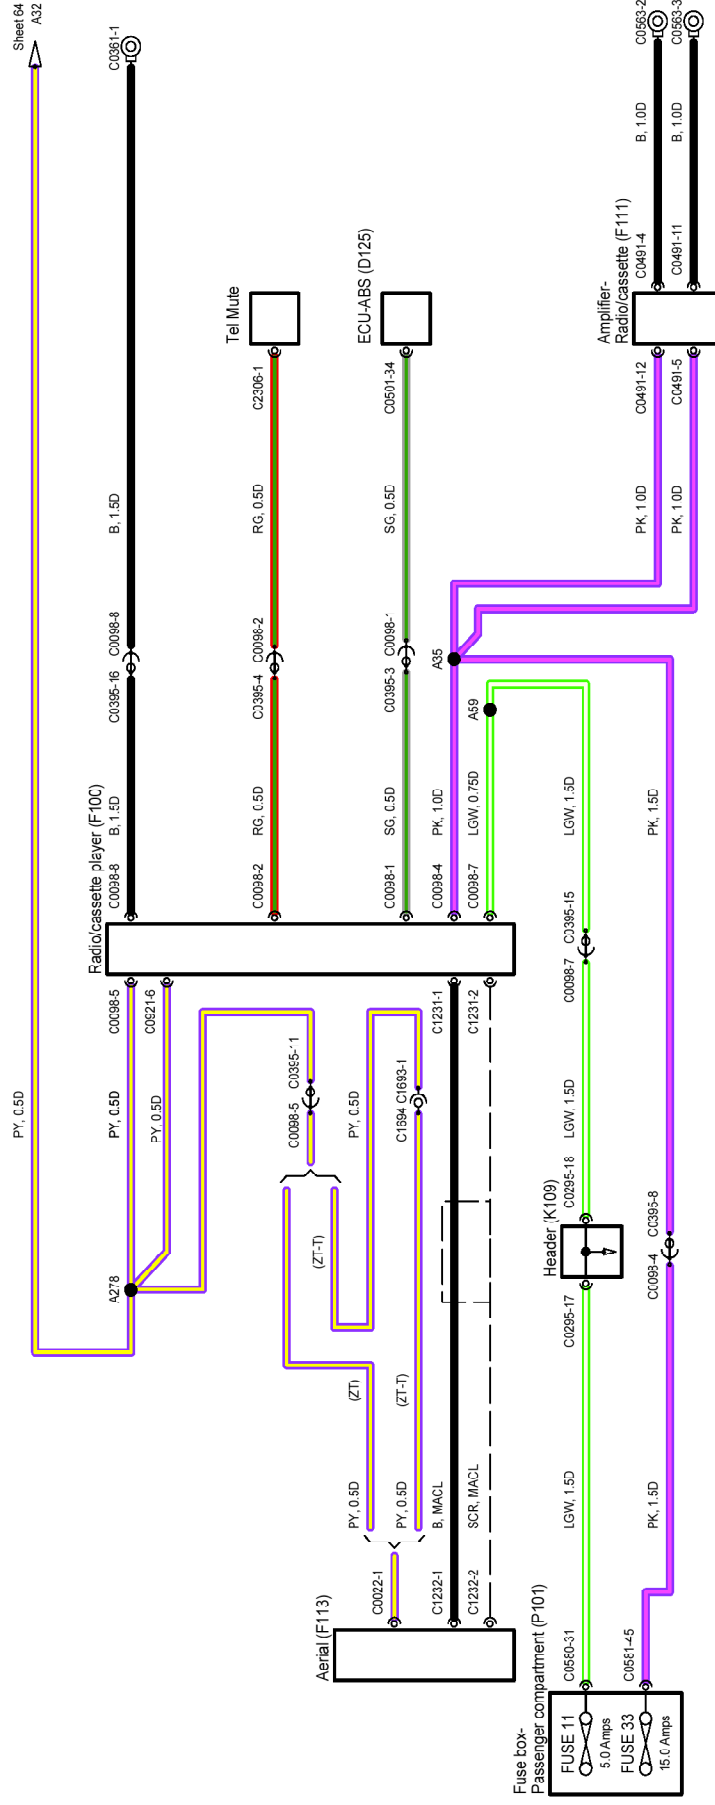 Sheet 64
A32
C0361-1
C0563-2
C0563-3
B, 1.0D
B, 1.0D
Amplifier-
Radio/cassette (F111)
C0491-4
C0491-11
Tel Mute
ECU-ABS (D125)
C2306-1
C0501-34
C0491-12
C0491-5
B, 1.5D
RG, 0.5D
SG, 0.5D
PK, 1.0D
PK, 1.0D
C0098-8
C0395-16
C0098-2
C0395-4
C0098-1
C0395-3
A35
A59
Radio/cassette player (F100)
B, 1.5D
RG, 0.5D
SG, 0.5D
PK, 1.0D
LGW, 0.75D
LGW, 1.5D
PK, 1.5D
C0098-8
C0098-2
C0098-1
C0098-4
C0098-7
C0395-15
C0098-7
C0098-5
C0921-6
C1231-1
C1231-2
PY, 0.5D
PY, 0.5D
PY, 0.5D
C0395-11
C0098-5
PY, 0.5D
C1693-1
C1694
LGW, 1.5D
A278
(ZT-T)
Header (K109)
C0295-18
C0295-17
C0395-8
C0093-4
(ZT)
(ZT-T)
PY, 0.5D
PY, 0.5D
B, MACL
SCR, MACL
LGW, 1.5D
PK, 1.5D
Aerial (F113)
C0022-1
C1232-1
C1232-2
Fuse box-
Passenger compartment (P101)
C0580-31
C0581-45
FUSE 11
5.0 Amps
FUSE 33
15.0 Amps